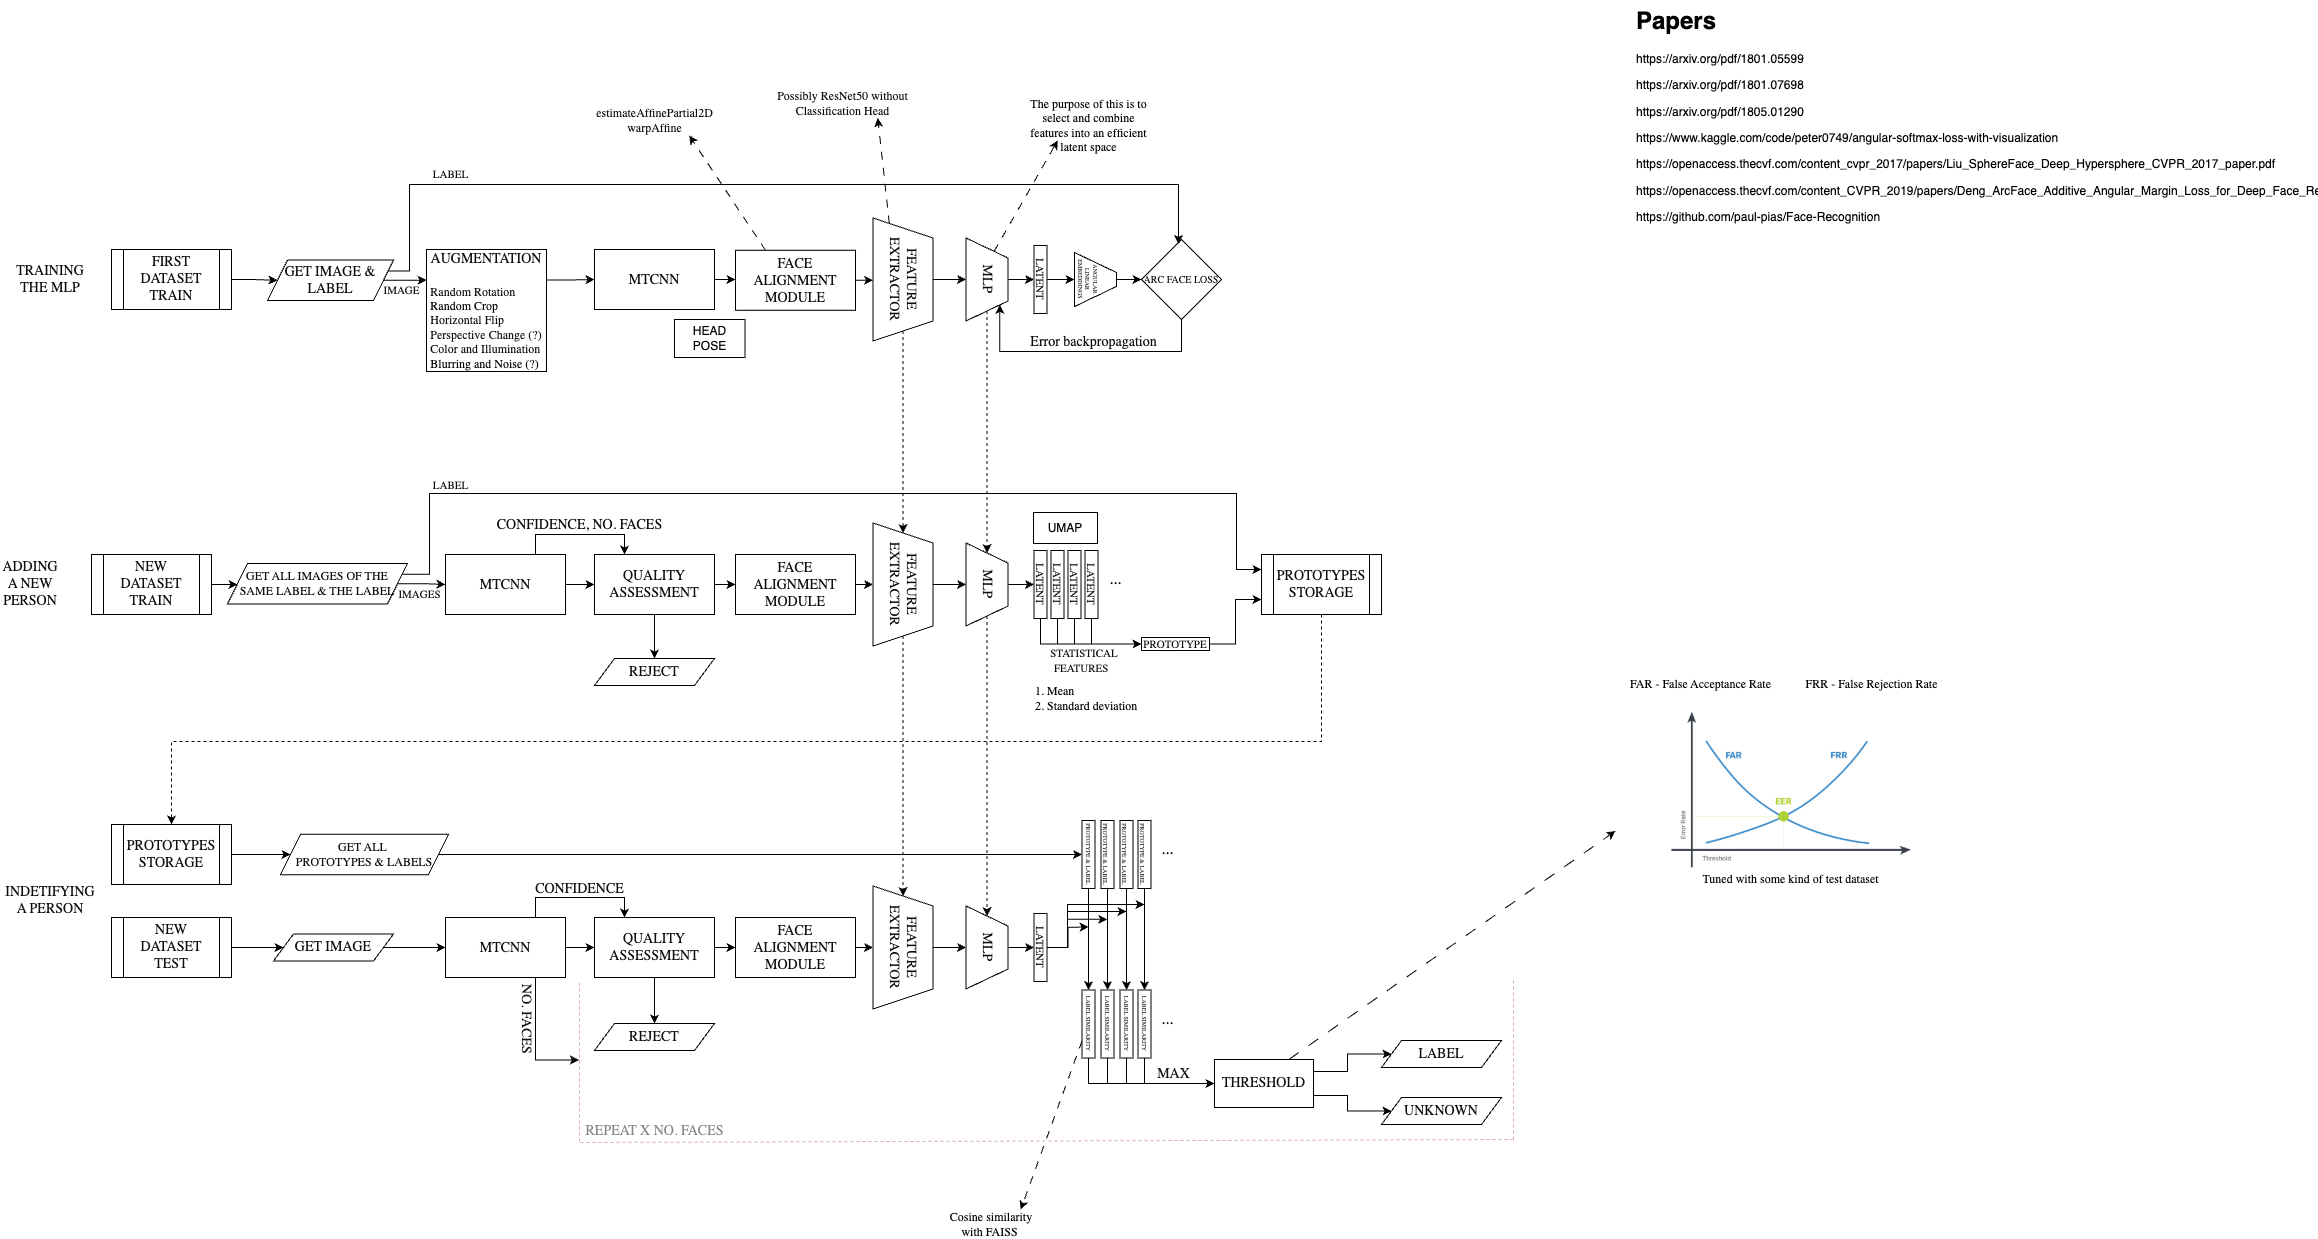 Papers
https://arxiv.org/pdf/1801.05599
https://arxiv.org/pdf/1801.07698
https://arxiv.org/pdf/1805.01290
https://www.kaggle.com/code/peter0749/angular-softmax-loss-with-visualization
https://openaccess.thecvf.com/content_cvpr_2017/papers/Liu_SphereFace_Deep_Hypersphere_CVPR_2017_paper.pdf
https://openaccess.thecvf.com/content_CVPR_2019/papers/Deng_ArcFace_Additive_Angular_Margin_Loss_for_Deep_Face_Re
https://github.com/paul-pias/Face-Recognition
estimateAffinePartial2D
warpAffine
Possibly ResNet50 without
Classification Head
The purpose of this is to
select and combine
features into an efficient
latent space
LABEL
TRAINING
THE MLP
FIRST
DATASET
TRAIN
GET IMAGE &
LABEL
IMAGE
AUGMENTATION
Random Rotation
Random Crop
Horizontal Flip
Perspective Change (?)
Color and Illumination
Blurring and Noise (?)
MTCNN
HEAD
POSE
FACE
ALIGNMENT
MODULE
FEATURE
EXTRACTOR
MLP
LATENT
ANGULAR
LINEAR
EMBEDDINGS
ARC FACE LOSS
Error backpropagation
LABEL
ADDING
A NEW
PERSON
NEW
DATASET
TRAIN
GET ALL IMAGES OF THE
SAME LABEL & THE LABEL
IMAGES
CONFIDENCE, NO. FACES
MTCNN
QUALITY
ASSESSMENT
REJECT
FACE
ALIGNMENT
MODULE
FEATURE
EXTRACTOR
MLP
UMAP
LATENT
LATENT
LATENT
LATENT
...
STATISTICAL
FEATURES
1. Mean
2. Standard deviation
PROTOTYPE
PROTOTYPES
STORAGE
FAR - False Acceptance Rate
FRR - False Rejection Rate
FAR
FRR
EER
Error Rate
Threshold
Tuned with some kind of test dataset
INDETIFYING
A PERSON
PROTOTYPES
STORAGE
GET ALL
PROTOTYPES & LABELS
PROTOTYPE & LABEL
PROTOTYPE & LABEL
PROTOTYPE & LABEL
PROTOTYPE & LABEL
...
NEW
DATASET
TEST
GET IMAGE
CONFIDENCE
MTCNN
NO. FACES
QUALITY
ASSESSMENT
REJECT
FACE
ALIGNMENT
MODULE
FEATURE
EXTRACTOR
MLP
LATENT
LABEL SIMILARITY
LABEL SIMILARITY
LABEL SIMILARITY
LABEL SIMILARITY
...
MAX
THRESHOLD
LABEL
UNKNOWN
REPEAT X NO. FACES
Cosine similarity
with FAISS